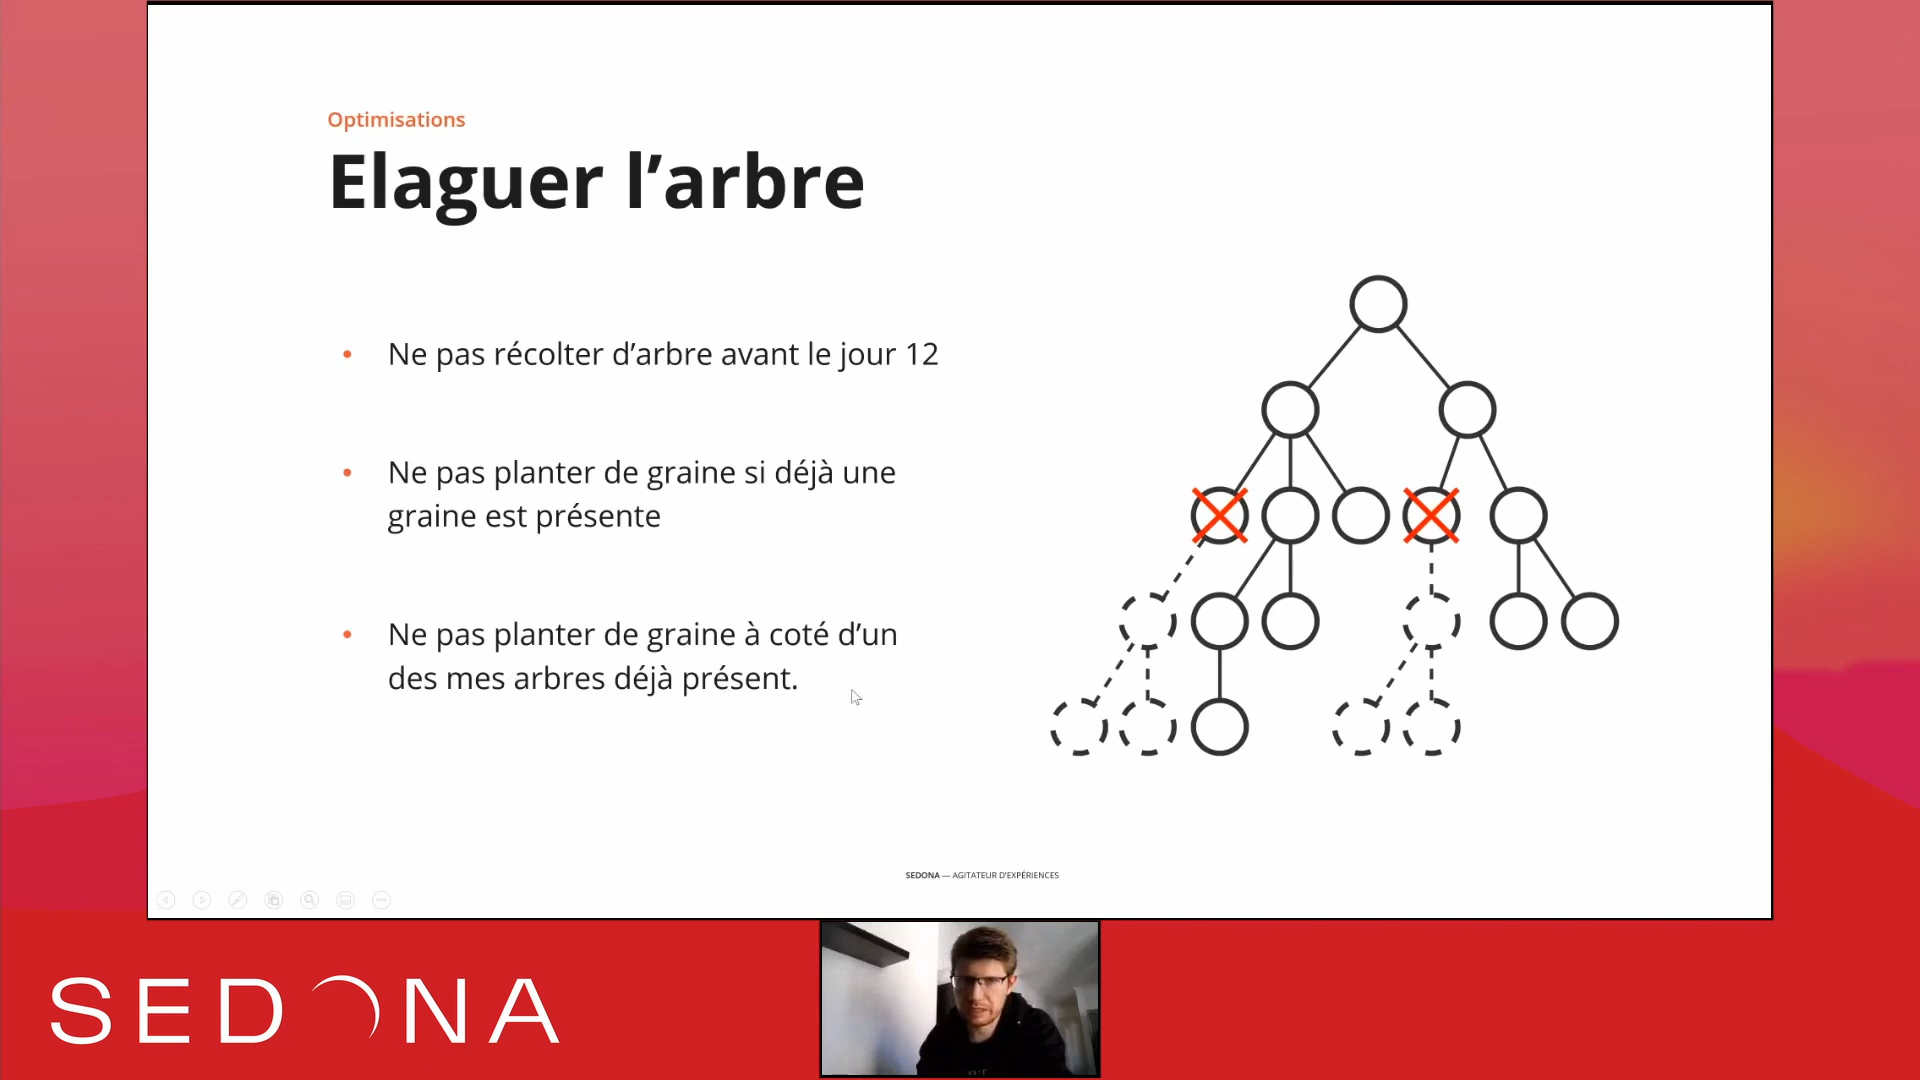 Optimisations
Elaguer l’arbre
Ne pas récolter d’arbre avant le jour 12
Ne pas planter de graine si déjà une
graine est présente
Ne pas planter de graine à coté d’un
des mes arbres déjà présent.
SEDONA — AGITATEUR D'EXPÉRIENCES
SEDONA